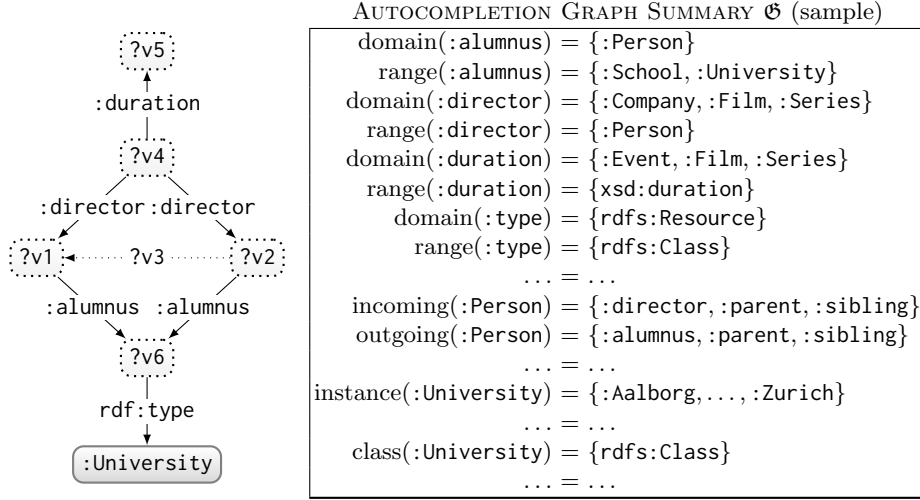 ?v5
:duration
?v4
:director :director
?v1 ?v3 ?v2
:alumnus :alumnus
?v6
rdf:type
:University
AUTOCOMPLETION GRAPH SUMMARY 𝕲 (sample)
domain(:alumnus) = {:Person}
range(:alumnus) = {:School, :University}
domain(:director) = {:Company, :Film, :Series}
range(:director) = {:Person}
domain(:duration) = {:Event, :Film, :Series}
range(:duration) = {xsd:duration}
domain(:type) = {rdfs:Resource}
range(:type) = {rdfs:Class}
... = ...
incoming(:Person) = {:director, :parent, :sibling}
outgoing(:Person) = {:alumnus, :parent, :sibling}
... = ...
instance(:University) = {:Aalborg, ..., :Zurich}
... = ...
class(:University) = {rdfs:Class}
... = ...